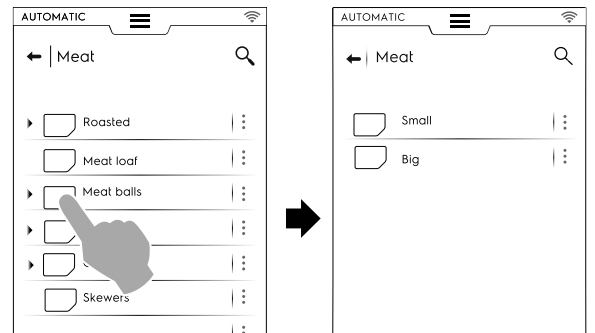 AUTOMATIC
Meat
Roasted
Meat loaf
Meat balls
Skewers
AUTOMATIC
Meat
Small
Big